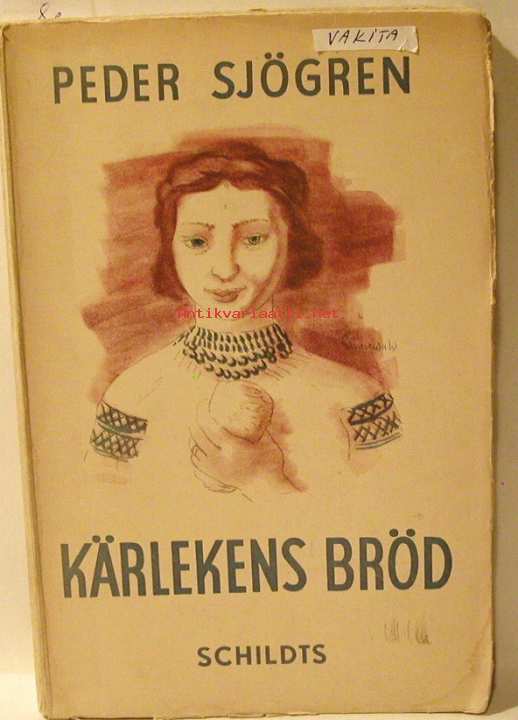 VAKITA
PEDER SJÖGREN
Antikvariaatti.Net
KÄRLEKENS BRÖD
SCHILDTS